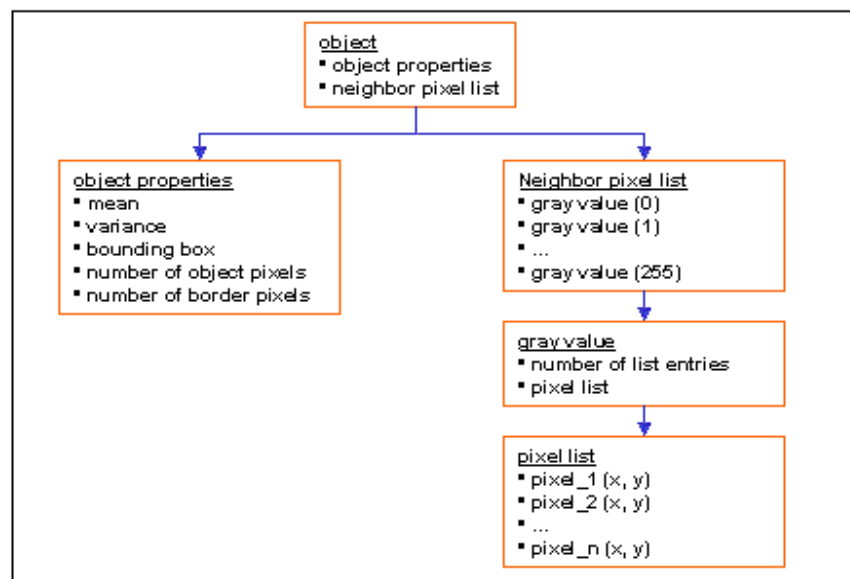 object
▪ object properties
▪ neighbor pixel list
object properties
▪ mean
▪ variance
▪ bounding box
▪ number of object pixels
▪ number of border pixels
Neighbor pixel list
▪ gray value (0)
▪ gray value (1)
▪ ...
▪ gray value (255)
gray value
▪ number of list entries
▪ pixel list
pixel list
▪ pixel_1 (x, y)
▪ pixel_2 (x, y)
▪ ...
▪ pixel_n (x, y)